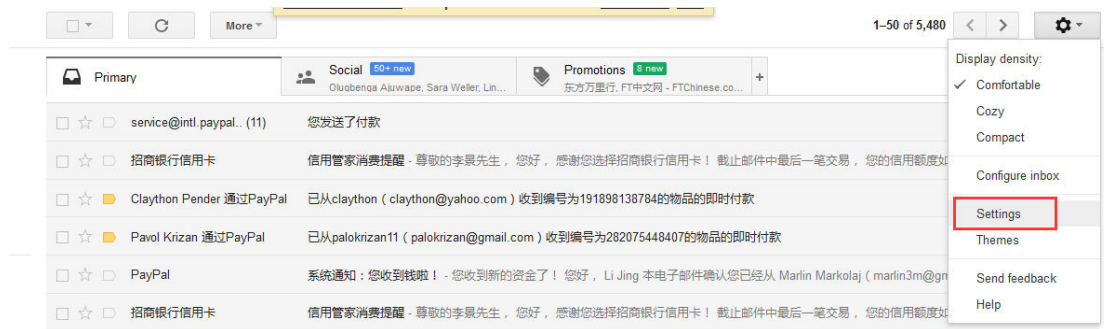 More
1–50 of 5,480
Primary
Social 50+ new
Olugbenga Ajuwape, Sara Weller, Lin...
Promotions 8 new
东方万里行, FT中文网 - FTChinese.co...
+
service@intl.paypal.. (11) 您发送了付款
招商银行信用卡 信用管家消费提醒 - 尊敬的李景先生， 您好， 感谢您选择招商银行信用卡！ 截止邮件中最后一笔交易， 您的信用额度如
Claython Pender 通过PayPal 已从claython ( claython@yahoo.com ) 收到编号为191898138784的物品的即时付款
Pavol Krizan 通过PayPal 已从palokrizan11 ( palokrizan@gmail.com ) 收到编号为282075448407的物品的即时付款
PayPal 系统通知：您收到钱啦！ - 您收到新的资金了！ 您好， Li Jing 本电子邮件确认您已经从 Marlin Markolaj ( marlin3m@gm
招商银行信用卡 信用管家消费提醒 - 尊敬的李景先生， 您好， 感谢您选择招商银行信用卡！ 截止邮件中最后一笔交易， 您的信用额度如
Display density:
Comfortable
Cozy
Compact
Configure inbox
Settings
Themes
Send feedback
Help